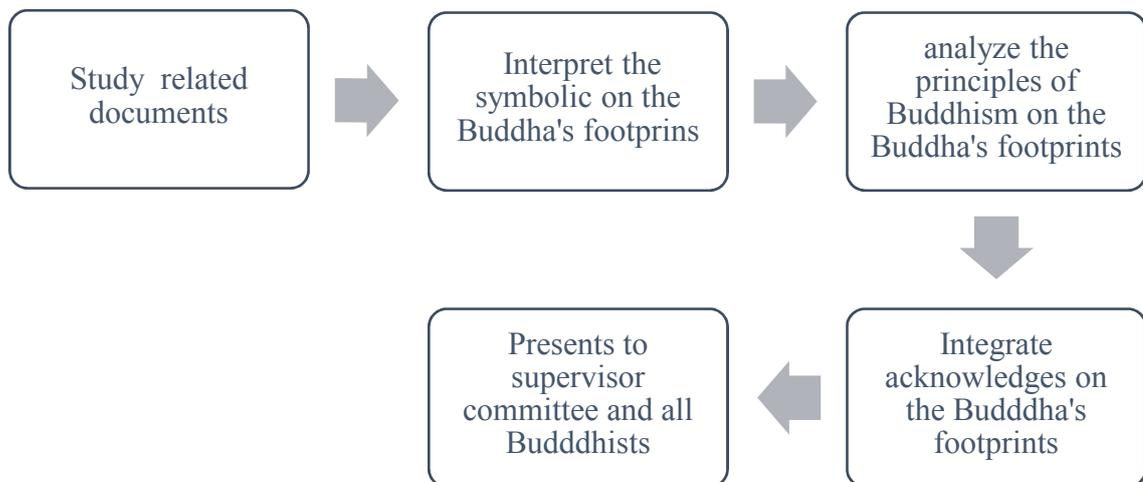 Study related
documents
Interpret the
symbolic on the
Buddha's footprins
analyze the
principles of
Buddhism on the
Buddha's footprints
Integrate
acknowledges on
the Budddha's
footprints
Presents to
supervisor
committee and all
Budddhists